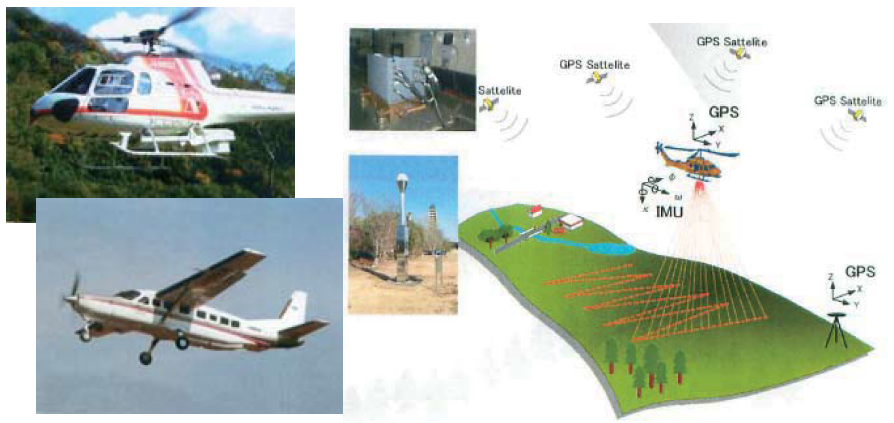 GPS Sattelite
GPS Sattelite
Sattelite
GPS Sattelite
GPS
Z
X
Y
φ
ω
κ
IMU
GPS
Z
X
Y